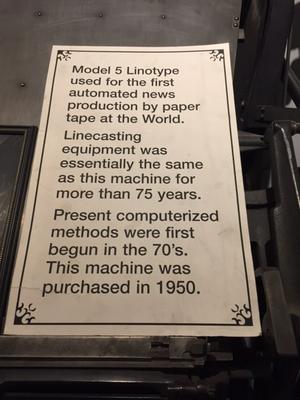 Model 5 Linotype
used for the first
automated news
production by paper
tape at the World.
Linecasting
equipment was
essentially the same
as this machine for
more than 75 years.
Present computerized
methods were first
begun in the 70's.
This machine was
purchased in 1950.